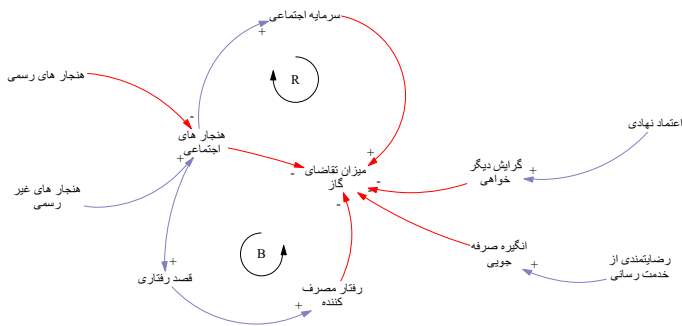 سرمایه اجتماعی
+
R
هنجار های رسمی
-
هنجار های
اجتماعی
+
+
-
میزان تقاضای
گاز
-
-
-
اعتماد نهادی
گرایش دیگر
خواهی
+
هنجار های غیر
رسمی
B
انگیزه صرفه
جویی
+
رضایتمندی از
خدمت رسانی
+
قصد رفتاری
رفتار مصرف
کننده
+